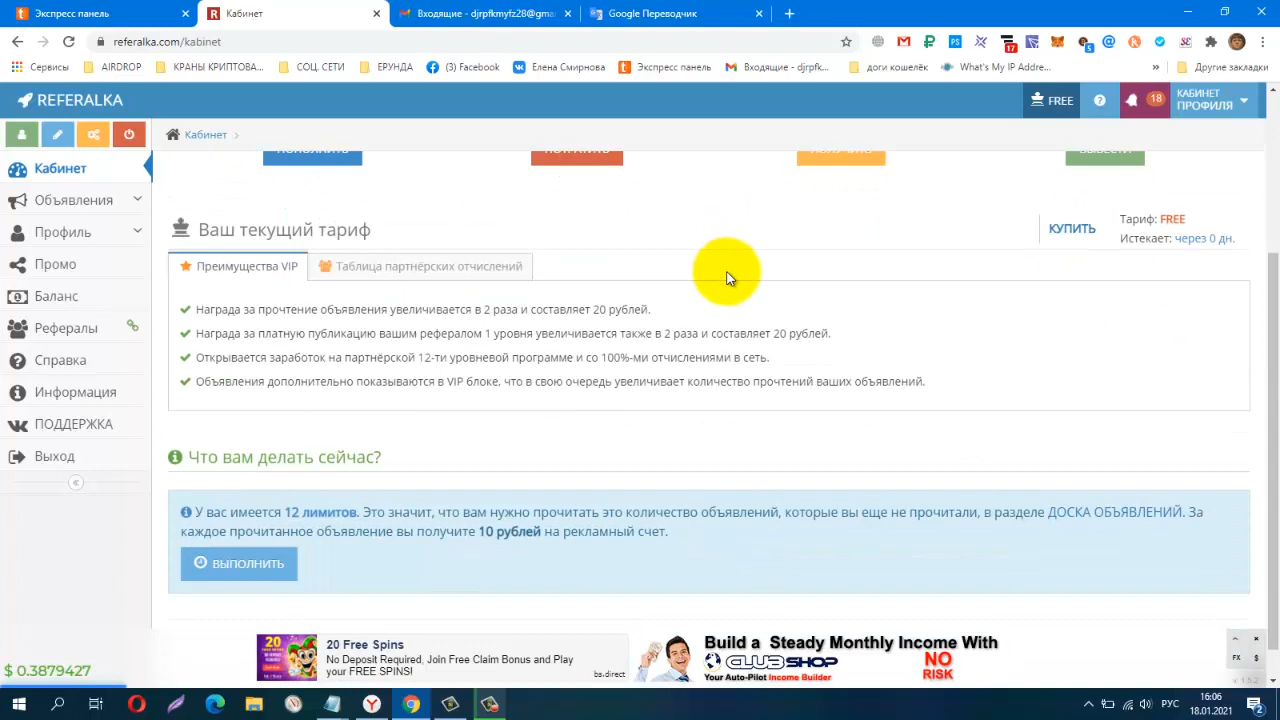 Экспресс панель
Кабинет
Входящие - djrpfkmyfz28@gma
Google Переводчик
referalka.com/kabinet
17
5
Сервисы
AIRDROP
КРАНЫ КРИПТОВА...
СОЦ. СЕТИ
ЕРУНДА
(3) Facebook
Елена Смирнова
Экспресс панель
Входящие - djrpfk...
доги кошелёк
What's My IP Addre...
»
Другие закладки
REFERALKA
FREE
18
КАБИНЕТ
ПРОФИЛЯ
Кабинет
Кабинет
Объявления
Профиль
Промо
Баланс
Рефералы
Справка
Информация
ПОДДЕРЖКА
Выход
Ваш текущий тариф
КУПИТЬ
Тариф: FREE
Истекает: через 0 дн.
Преимущества VIP
Таблица партнёрских отчислений
Награда за прочтение объявления увеличивается в 2 раза и составляет 20 рублей.
Награда за платную публикацию вашим рефералом 1 уровня увеличивается также в 2 раза и составляет 20 рублей.
Открывается заработок на партнёрской 12-ти уровневой программе и со 100%-ми отчислениями в сеть.
Объявления дополнительно показываются в VIP блоке, что в свою очередь увеличивает количество прочтений ваших объявлений.
Что вам делать сейчас?
У вас имеется 12 лимитов. Это значит, что вам нужно прочитать это количество объявлений, которые вы еще не прочитали, в разделе ДОСКА ОБЪЯВЛЕНИЙ. За
каждое прочитанное объявление вы получите 10 рублей на рекламный счет.
ВЫПОЛНИТЬ
20 Free Spins
No Deposit Required, Join Free Claim Bonus and Play
your FREE SPINS!
bs.direct
Build a Steady Monthly Income With
CLUBSHOP
Your Auto-Pilot Income Builder
NO
RISK
FX $
v 1.5.2
$ 0.3879427
РУС
16:06
18.01.2021
2